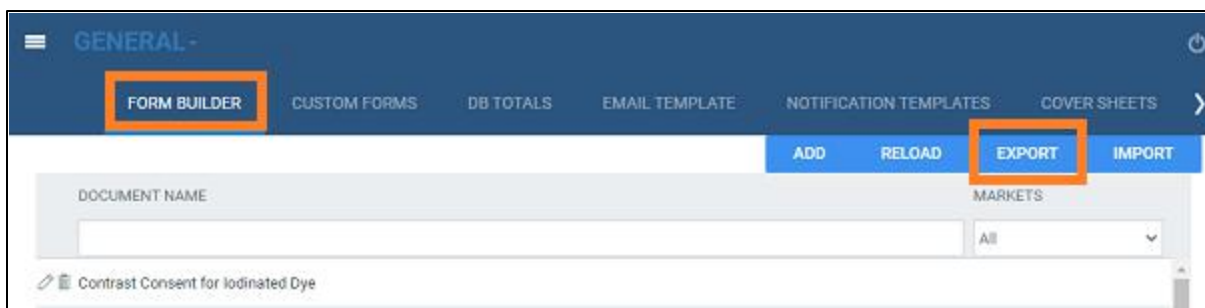 GENERAL -
FORM BUILDER CUSTOM FORMS DB TOTALS EMAIL TEMPLATE NOTIFICATION TEMPLATES COVER SHEETS
ADD RELOAD EXPORT IMPORT
DOCUMENT NAME MARKETS
All
Contrast Consent for Iodinated Dye